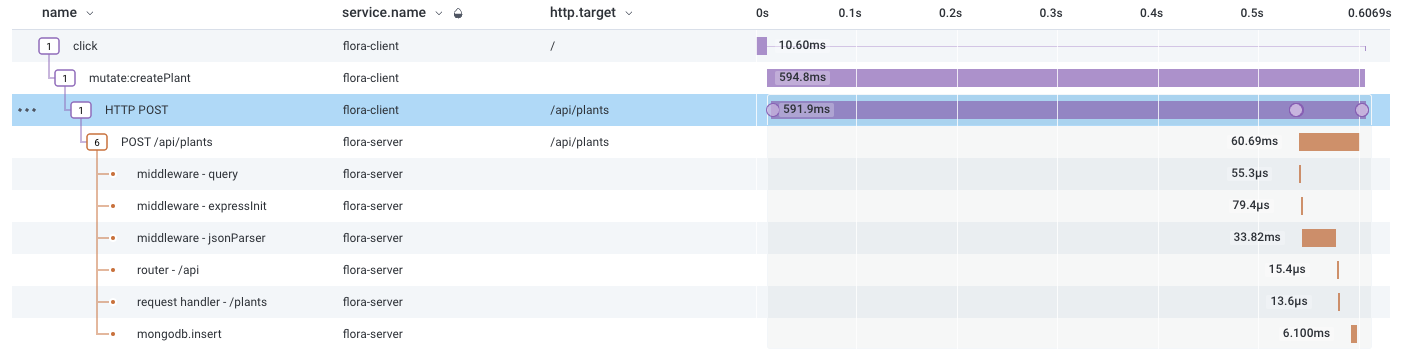 name service.name http.target 0s 0.1s 0.2s 0.3s 0.4s 0.5s 0.6069s
1 click flora-client / 10.60ms
1 mutate:createPlant flora-client 594.8ms
1 HTTP POST flora-client /api/plants 591.9ms
6 POST /api/plants flora-server /api/plants 60.69ms
middleware - query flora-server 55.3μs
middleware - expressInit flora-server 79.4μs
middleware - jsonParser flora-server 33.82ms
router - /api flora-server 15.4μs
request handler - /plants flora-server 13.6μs
mongodb.insert flora-server 6.100ms